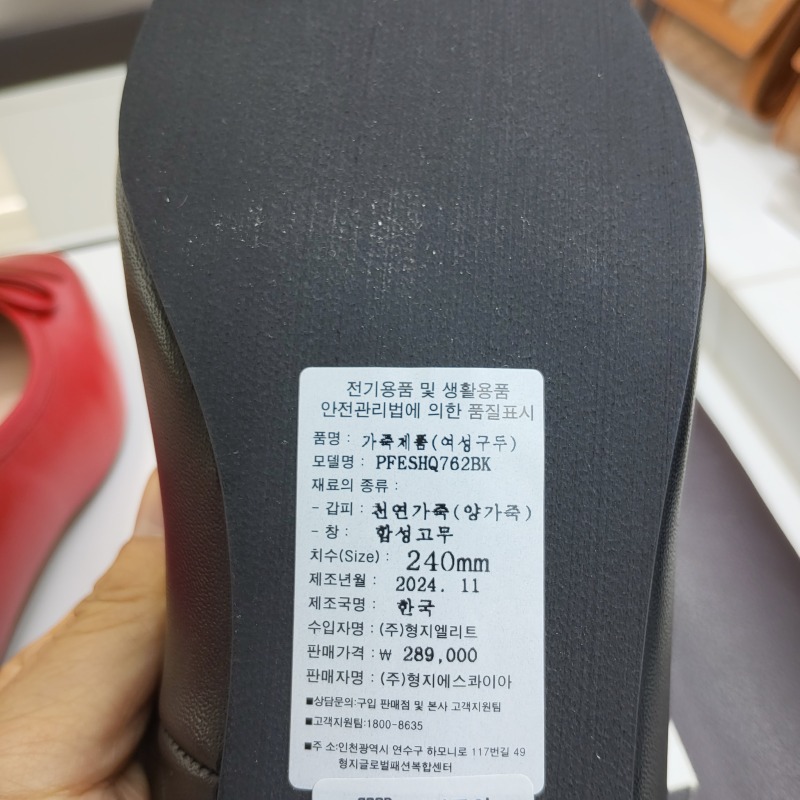 전기용품 및 생활용품
안전관리법에 의한 품질표시
품명 : 가죽제품(여성구두)
모델명 : PFESHQ762BK
재료의 종류 :
- 갑피 : 천연가죽(양가죽)
- 창 : 합성고무
치수(Size) : 240mm
제조년월 : 2024. 11
제조국명 : 한국
수입자명 : (주)형지엘리트
판매가격 : ₩ 289,000
판매자명 : (주)형지에스콰이아
■상담문의:구입 판매점 및 본사 고객지원팀
■고객지원팀:1800-8635
■주 소:인천광역시 연수구 하모니로 117번길 49
형지글로벌패션복합센터